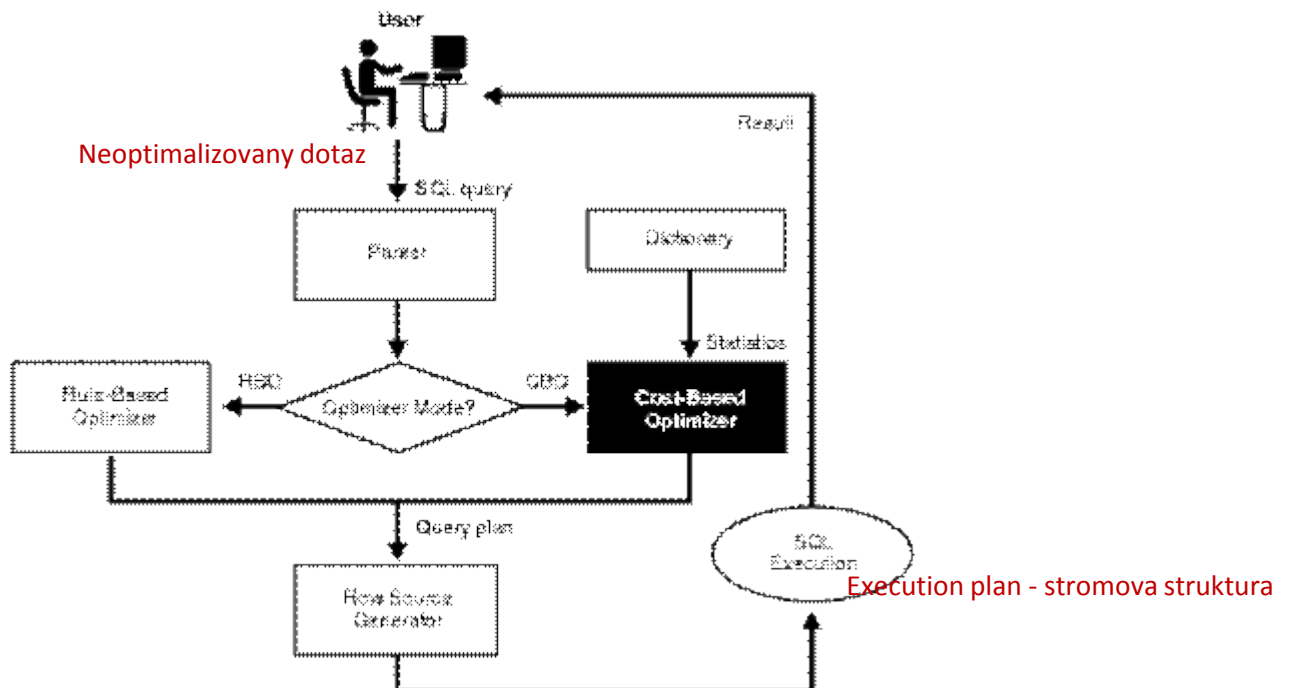 User
Result
Neoptimalizovany dotaz
SQL query
Parser
Dictionary
Statistics
RBO
CBO
Rule-Based
Optimizer
Optimizer Mode?
Cost-Based
Optimizer
Query plan
SQL
Execution
Execution plan - stromova struktura
Row Source
Generator